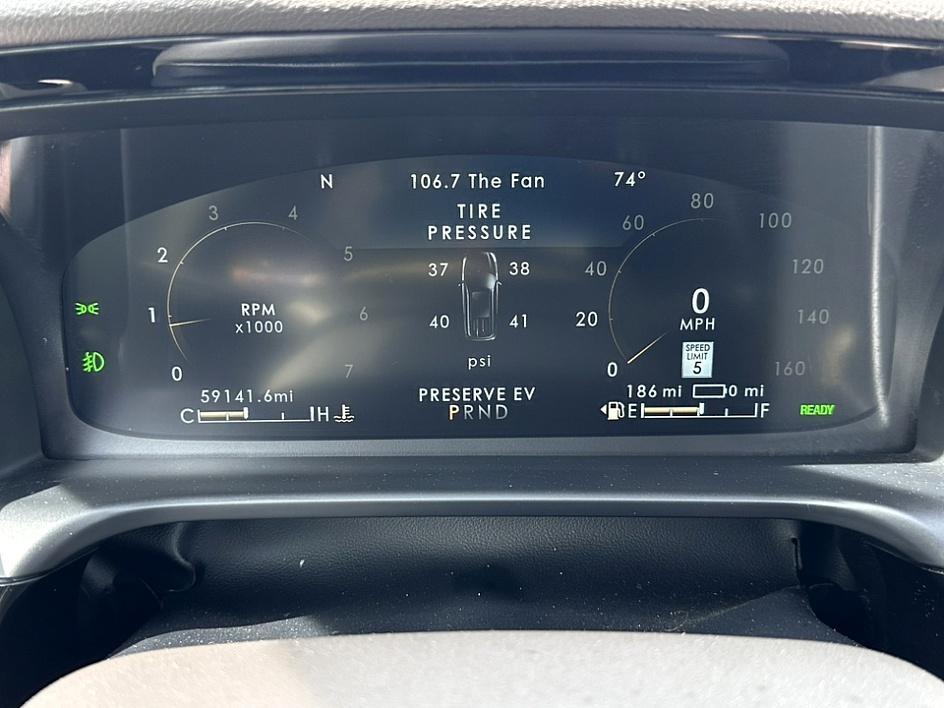 N 106.7 The Fan 74°
TIRE
PRESSURE
0 1 2 3 4 5 6 7
RPM
x1000
37 38
40 41
psi
0 20 40 60 80 100 120 140 160
0
MPH
SPEED
LIMIT
5
59141.6mi
C H
PRESERVE EV
PRND
186 mi 0 mi
E F
READY